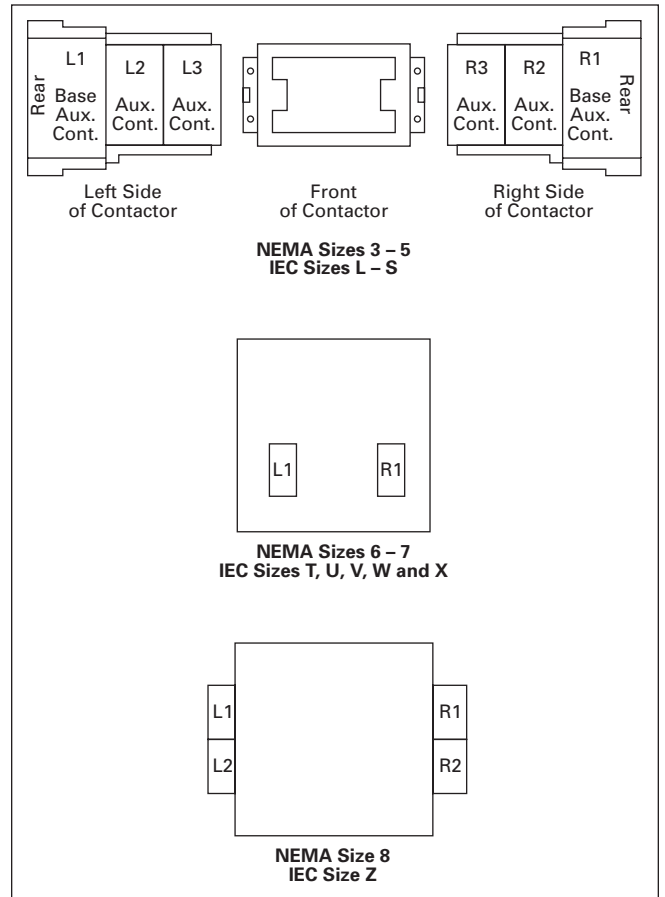 Rear
L1
Base
Aux.
Cont.
L2
Aux.
Cont.
L3
Aux.
Cont.
R3
Aux.
Cont.
R2
Aux.
Cont.
R1
Base
Aux.
Cont.
Rear
Left Side
of Contactor
Front
of Contactor
Right Side
of Contactor
NEMA Sizes 3 – 5
IEC Sizes L – S
L1
R1
NEMA Sizes 6 – 7
IEC Sizes T, U, V, W and X
L1
R1
L2
R2
NEMA Size 8
IEC Size Z